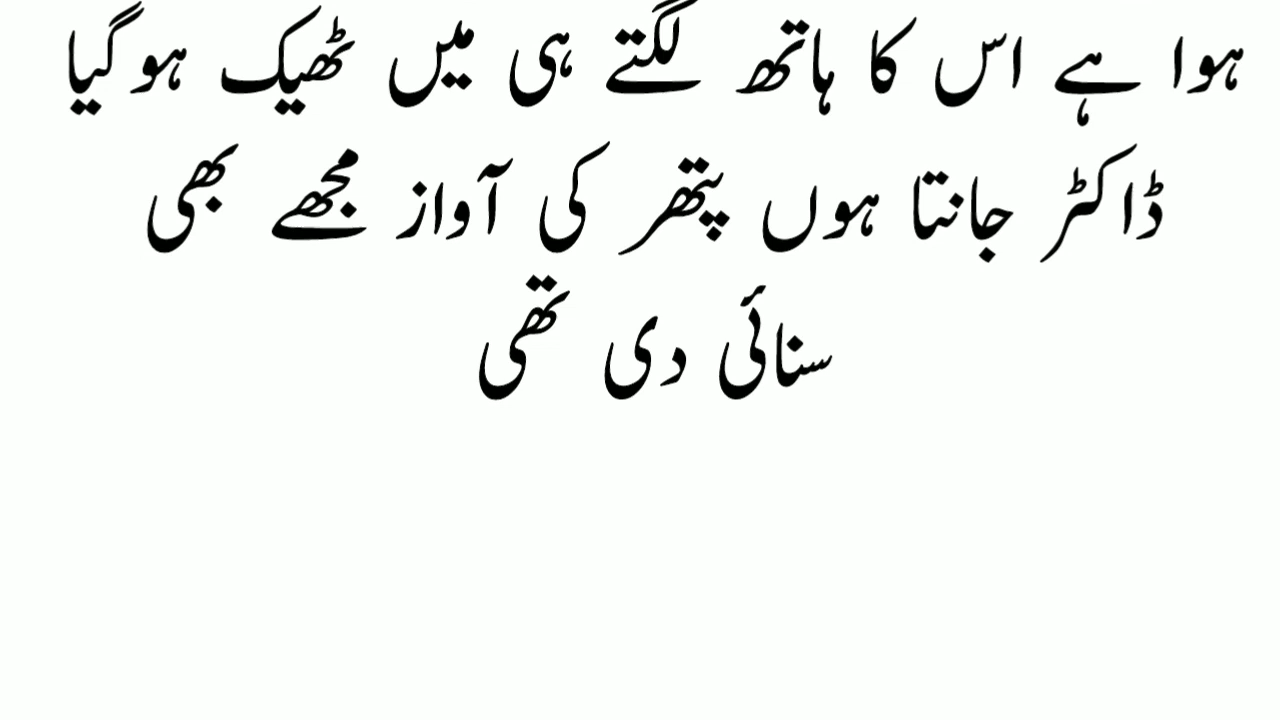 ہوا ہے اس کا ہاتھ لگتے ہی میں ٹھیک ہوگیا
ڈاکٹر جانتا ہوں پتھر کی آواز مجھے بھی
سنائی دی تھی